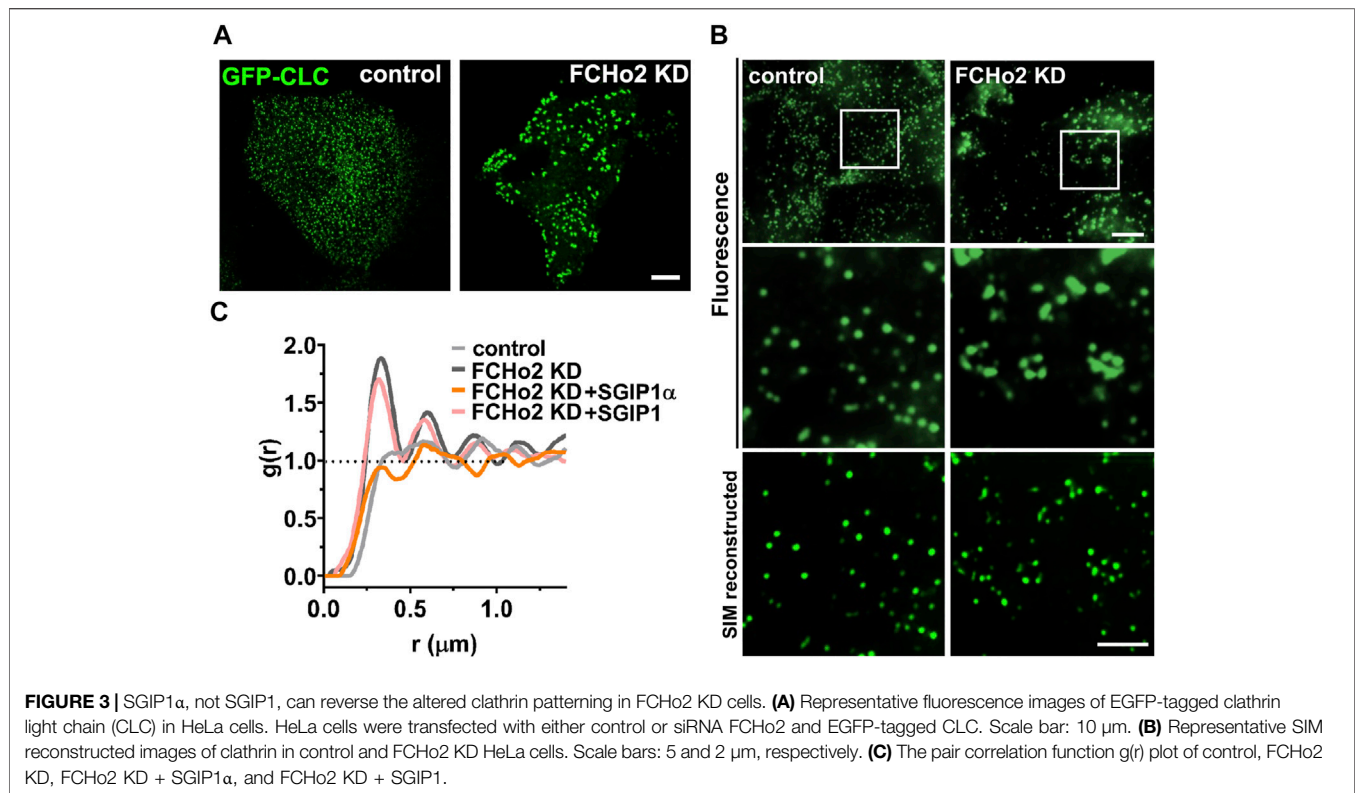 A
GFP-CLC control
FCHo2 KD
B
control
FCHo2 KD
Fluorescence
SIM reconstructed
C
2.0
1.5
1.0
0.5
0.0
g(r)
0.0 0.5 1.0
r (μm)
control
FCHo2 KD
FCHo2 KD+SGIP1α
FCHo2 KD+SGIP1
FIGURE 3 | SGIP1α, not SGIP1, can reverse the altered clathrin patterning in FCHo2 KD cells. (A) Representative fluorescence images of EGFP-tagged clathrin
light chain (CLC) in HeLa cells. HeLa cells were transfected with either control or siRNA FCHo2 and EGFP-tagged CLC. Scale bar: 10 μm. (B) Representative SIM
reconstructed images of clathrin in control and FCHo2 KD HeLa cells. Scale bars: 5 and 2 μm, respectively. (C) The pair correlation function g(r) plot of control, FCHo2
KD, FCHo2 KD + SGIP1α, and FCHo2 KD + SGIP1.